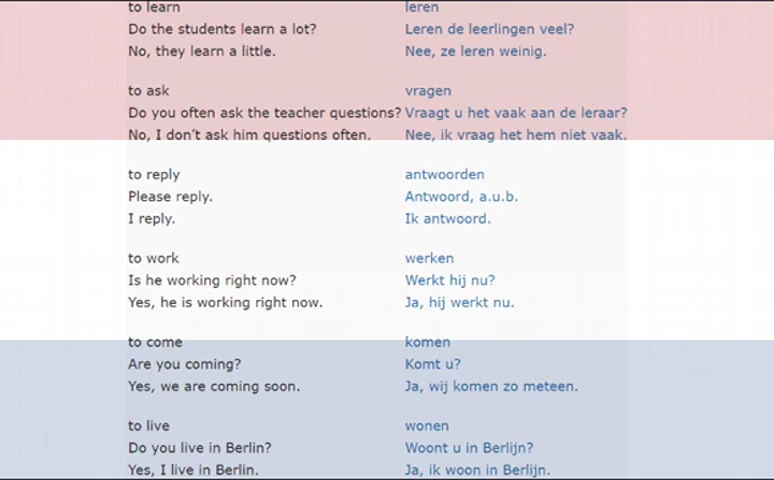 to learn leren
Do the students learn a lot? Leren de leerlingen veel?
No, they learn a little. Nee, ze leren weinig.
to ask vragen
Do you often ask the teacher questions? Vraagt u het vaak aan de leraar?
No, I don't ask him questions often. Nee, ik vraag het hem niet vaak.
to reply antwoorden
Please reply. Antwoord, a.u.b.
I reply. Ik antwoord.
to work werken
Is he working right now? Werkt hij nu?
Yes, he is working right now. Ja, hij werkt nu.
to come komen
Are you coming? Komt u?
Yes, we are coming soon. Ja, wij komen zo meteen.
to live wonen
Do you live in Berlin? Woont u in Berlijn?
Yes, I live in Berlin. Ja, ik woon in Berlijn.